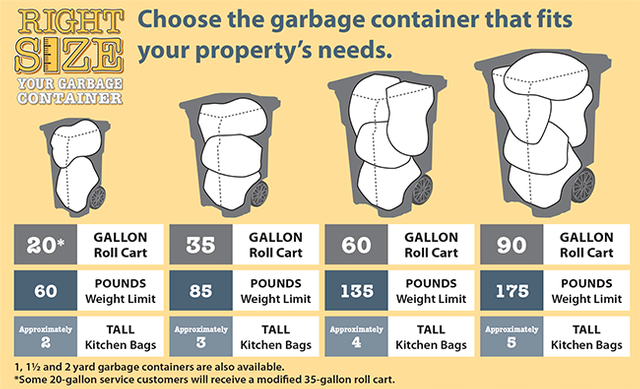 RIGHT
SIZE
YOUR GARBAGE
CONTAINER
Choose the garbage container that fits
your property's needs.
20* GALLON Roll Cart
35 GALLON Roll Cart
60 GALLON Roll Cart
90 GALLON Roll Cart
60 POUNDS Weight Limit
85 POUNDS Weight Limit
135 POUNDS Weight Limit
175 POUNDS Weight Limit
Approximately 2 TALL Kitchen Bags
Approximately 3 TALL Kitchen Bags
Approximately 4 TALL Kitchen Bags
Approximately 5 TALL Kitchen Bags
1, 1½ and 2 yard garbage containers are also available.
*Some 20-gallon service customers will receive a modified 35-gallon roll cart.